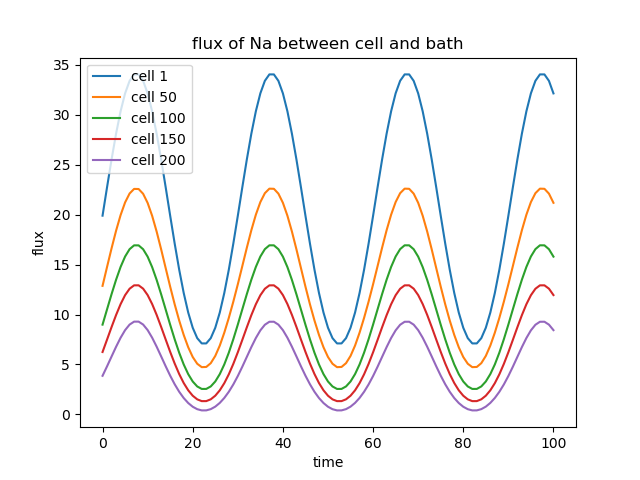 flux of Na between cell and bath
cell 1
cell 50
cell 100
cell 150
cell 200
35
30
25
20
15
10
5
0
flux
0 20 40 60 80 100
time